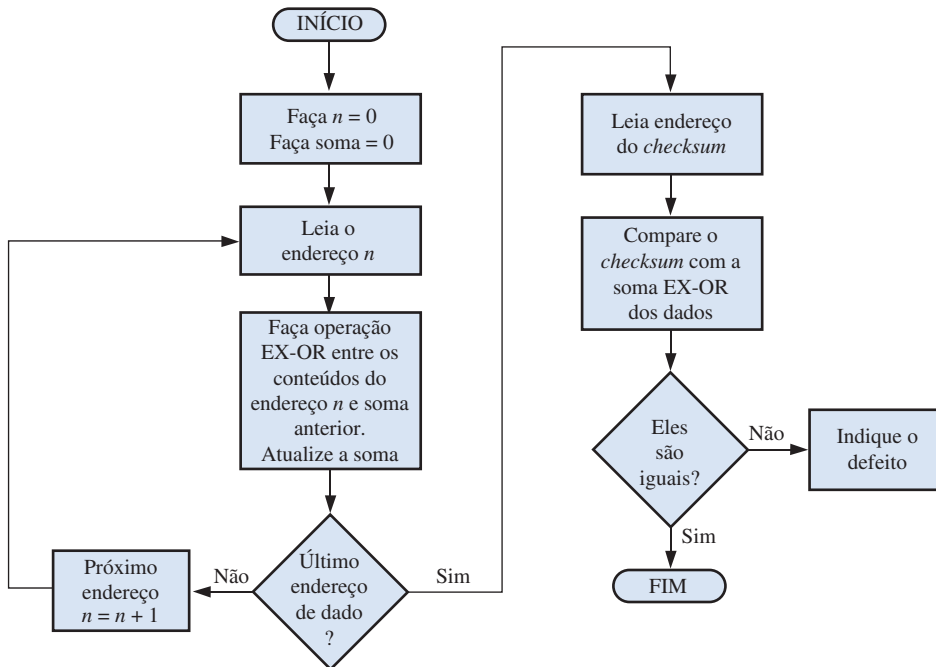 INÍCIO
Faça n = 0
Faça soma = 0
Leia o
endereço n
Faça operação
EX-OR entre os
conteúdos do
endereço n e soma
anterior.
Atualize a soma
Último
endereço
de dado
?
Não
Próximo
endereço
n = n + 1
Sim
Leia endereço
do checksum
Compare o
checksum com a
soma EX-OR
dos dados
Eles
são
iguais?
Não
Indique o
defeito
Sim
FIM